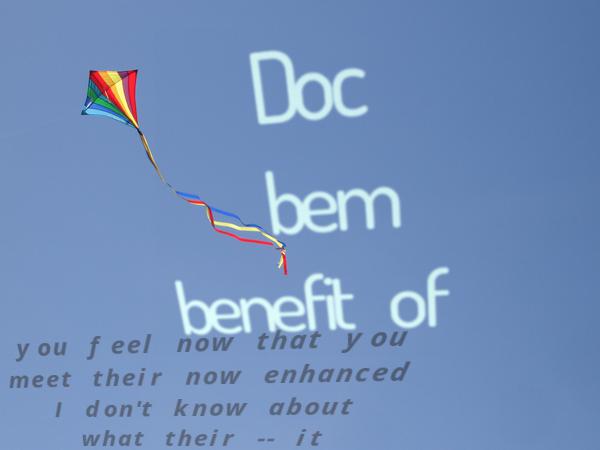 Doc
bem
benefit of
you feel now that you
meet their now enhanced
I don't know about
what their -- it